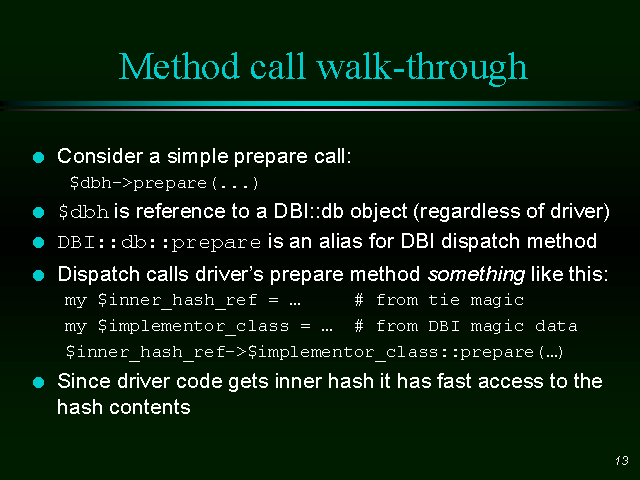 Method call walk-through
● Consider a simple prepare call:
$dbh->prepare(...)
● $dbh is reference to a DBI::db object (regardless of driver)
● DBI::db::prepare is an alias for DBI dispatch method
● Dispatch calls driver’s prepare method something like this:
my $inner_hash_ref = … # from tie magic
my $implementor_class = … # from DBI magic data
$inner_hash_ref->$implementor_class::prepare(…)
● Since driver code gets inner hash it has fast access to the
hash contents
13